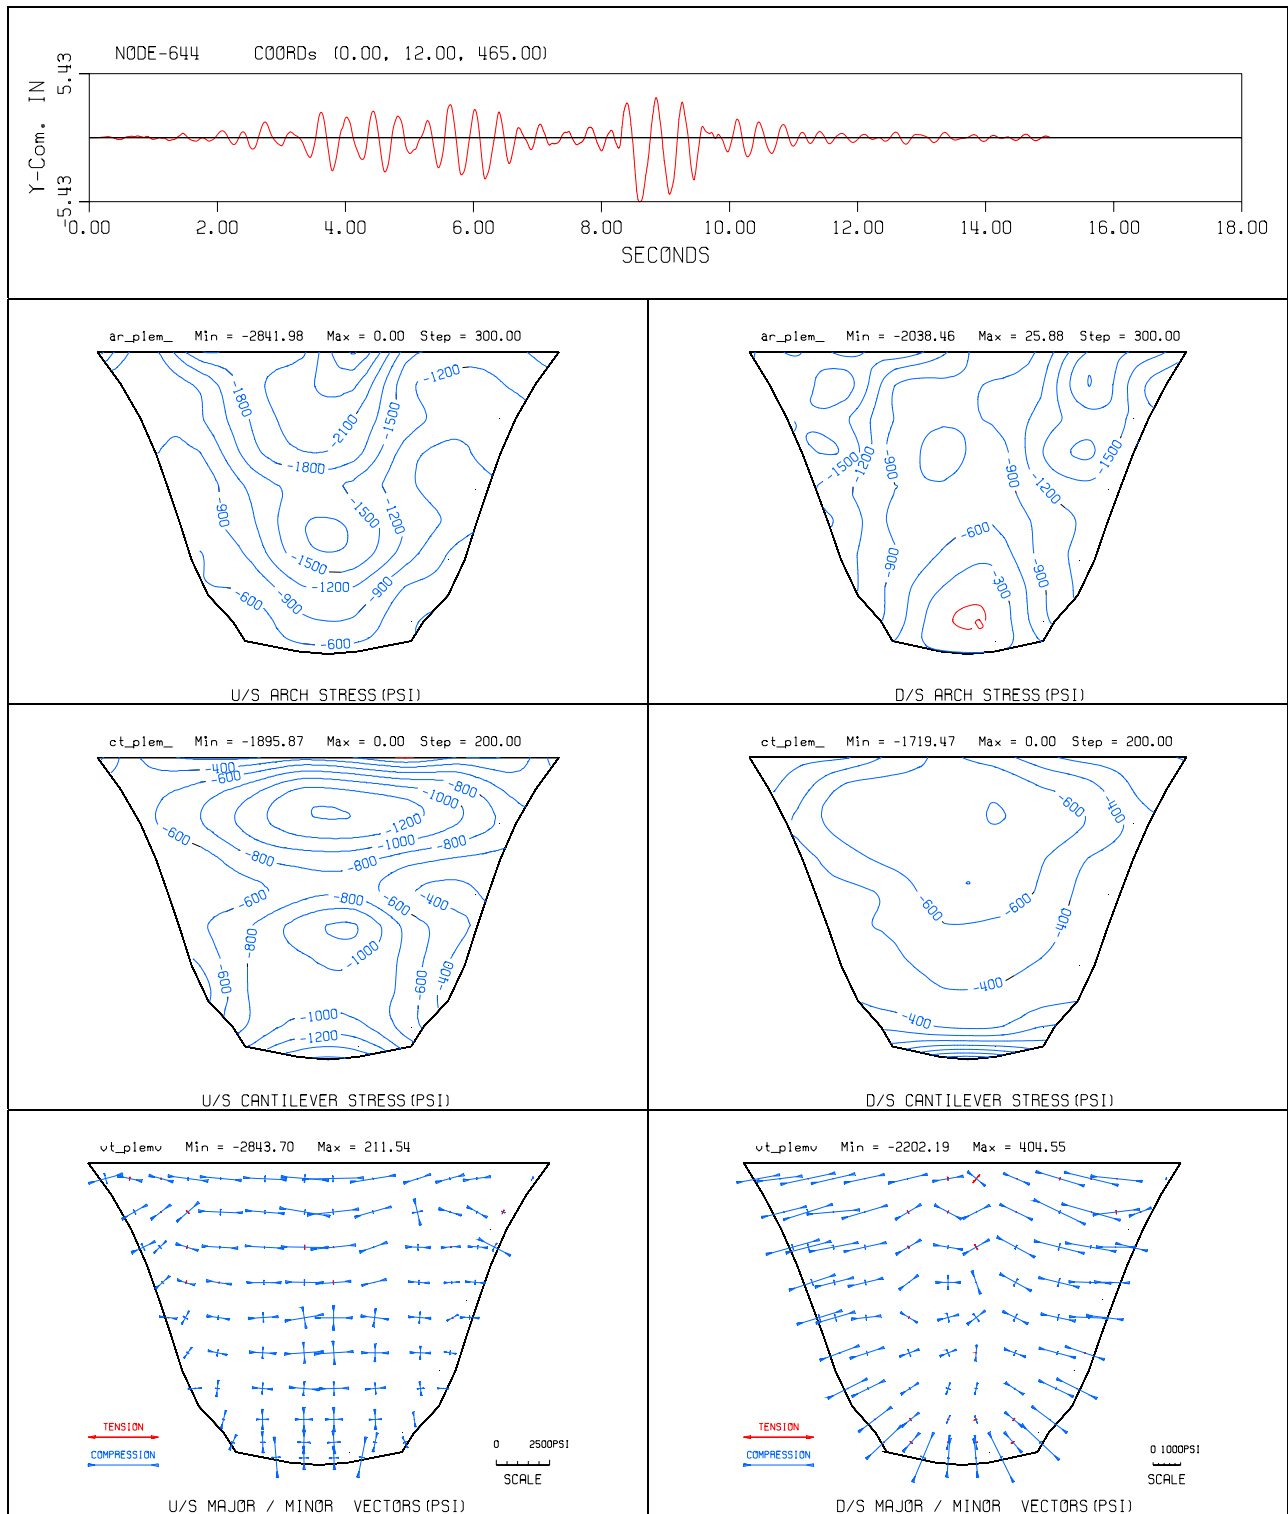 NODE-644 COORDs (0.00, 12.00, 465.00)
5.43
Y-Com. IN
-5.43
0.00 2.00 4.00 6.00 8.00 10.00 12.00 14.00 16.00 18.00
SECONDS
ar_plem_ Min = -2841.98 Max = 0.00 Step = 300.00
-1200
-1800
-1500
-2100
-1800
-900
-1500
-1200
-1500
-1200
-900
-600
-900
-600
U/S ARCH STRESS(PSI)
ar_plem_ Min = -2038.46 Max = 25.88 Step = 300.00
-1500
-1200
-900
-900
-1500
-1200
-600
-900
-300
-900
0
D/S ARCH STRESS(PSI)
ct_plem_ Min = -1895.87 Max = 0.00 Step = 200.00
-400
-600
-800
-1000
-1200
-600
-1000
-800
-800
-800
-600
-800
-600
-400
-800
-1000
-600
-600
-400
-1000
-1200
U/S CANTILEVER STRESS(PSI)
ct_plem_ Min = -1719.47 Max = 0.00 Step = 200.00
-600
-400
-600
-600
-400
-400
-400
D/S CANTILEVER STRESS(PSI)
vt_plemv Min = -2843.70 Max = 211.54
TENSION
COMPRESSION
0 2500PSI
SCALE
U/S MAJOR / MINOR VECTORS(PSI)
vt_plemv Min = -2202.19 Max = 404.55
TENSION
COMPRESSION
0 1000PSI
SCALE
D/S MAJOR / MINOR VECTORS(PSI)